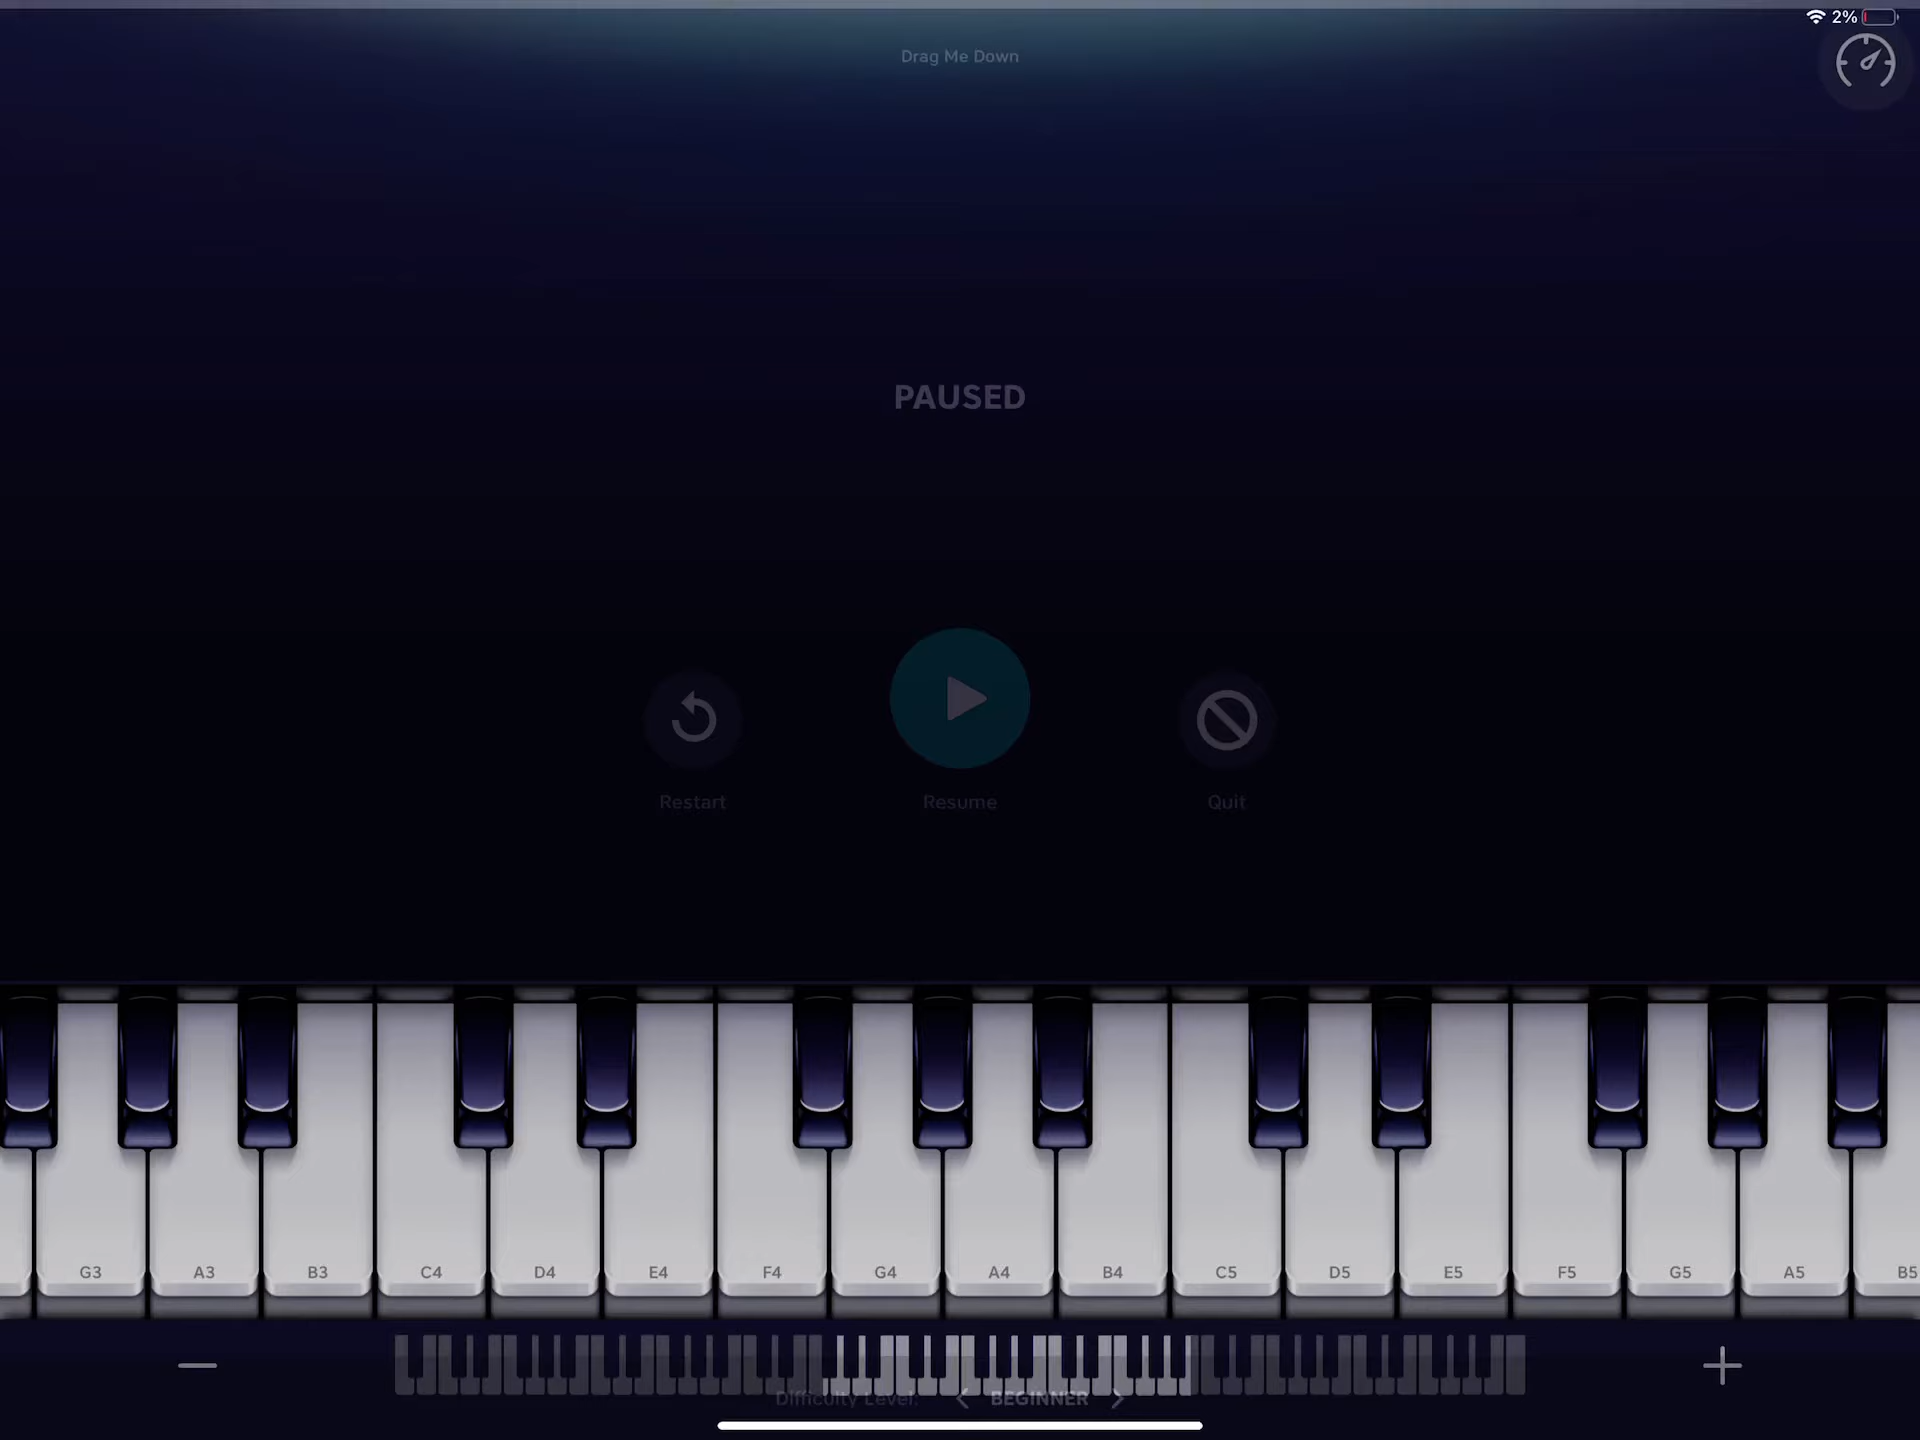 2%
Drag Me Down
PAUSED
Restart Resume Quit
G3 A3 B3 C4 D4 E4 F4 G4 A4 B4 C5 D5 E5 F5 G5 A5 B5
Difficulty Level: BEGINNER